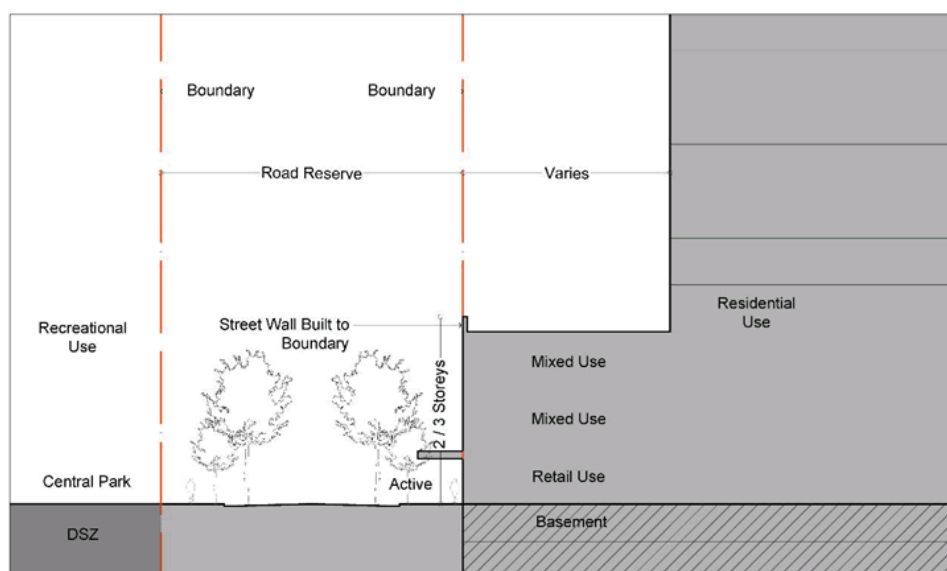 Boundary
Boundary
Road Reserve
Varies
Recreational
Use
Street Wall Built to
Boundary
Residential
Use
2 / 3 Storeys
Mixed Use
Mixed Use
Central Park
Active
Retail Use
DSZ
Basement